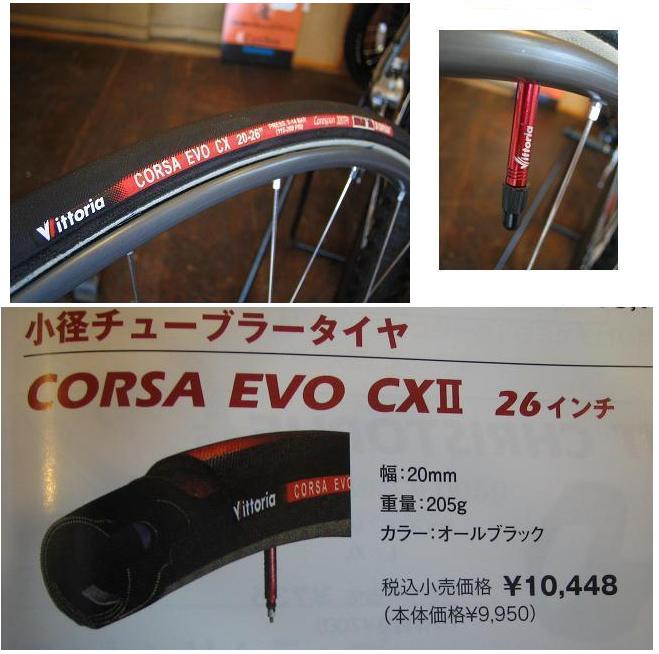 Vittoria CORSA EVO CX 20-26"
Vittoria
小径チューブラータイヤ
CORSA EVO CXⅡ 26インチ
Vittoria CORSA EVO
幅:20mm
重量:205g
カラー:オールブラック
税込小売価格 ¥10,448
(本体価格¥9,950)